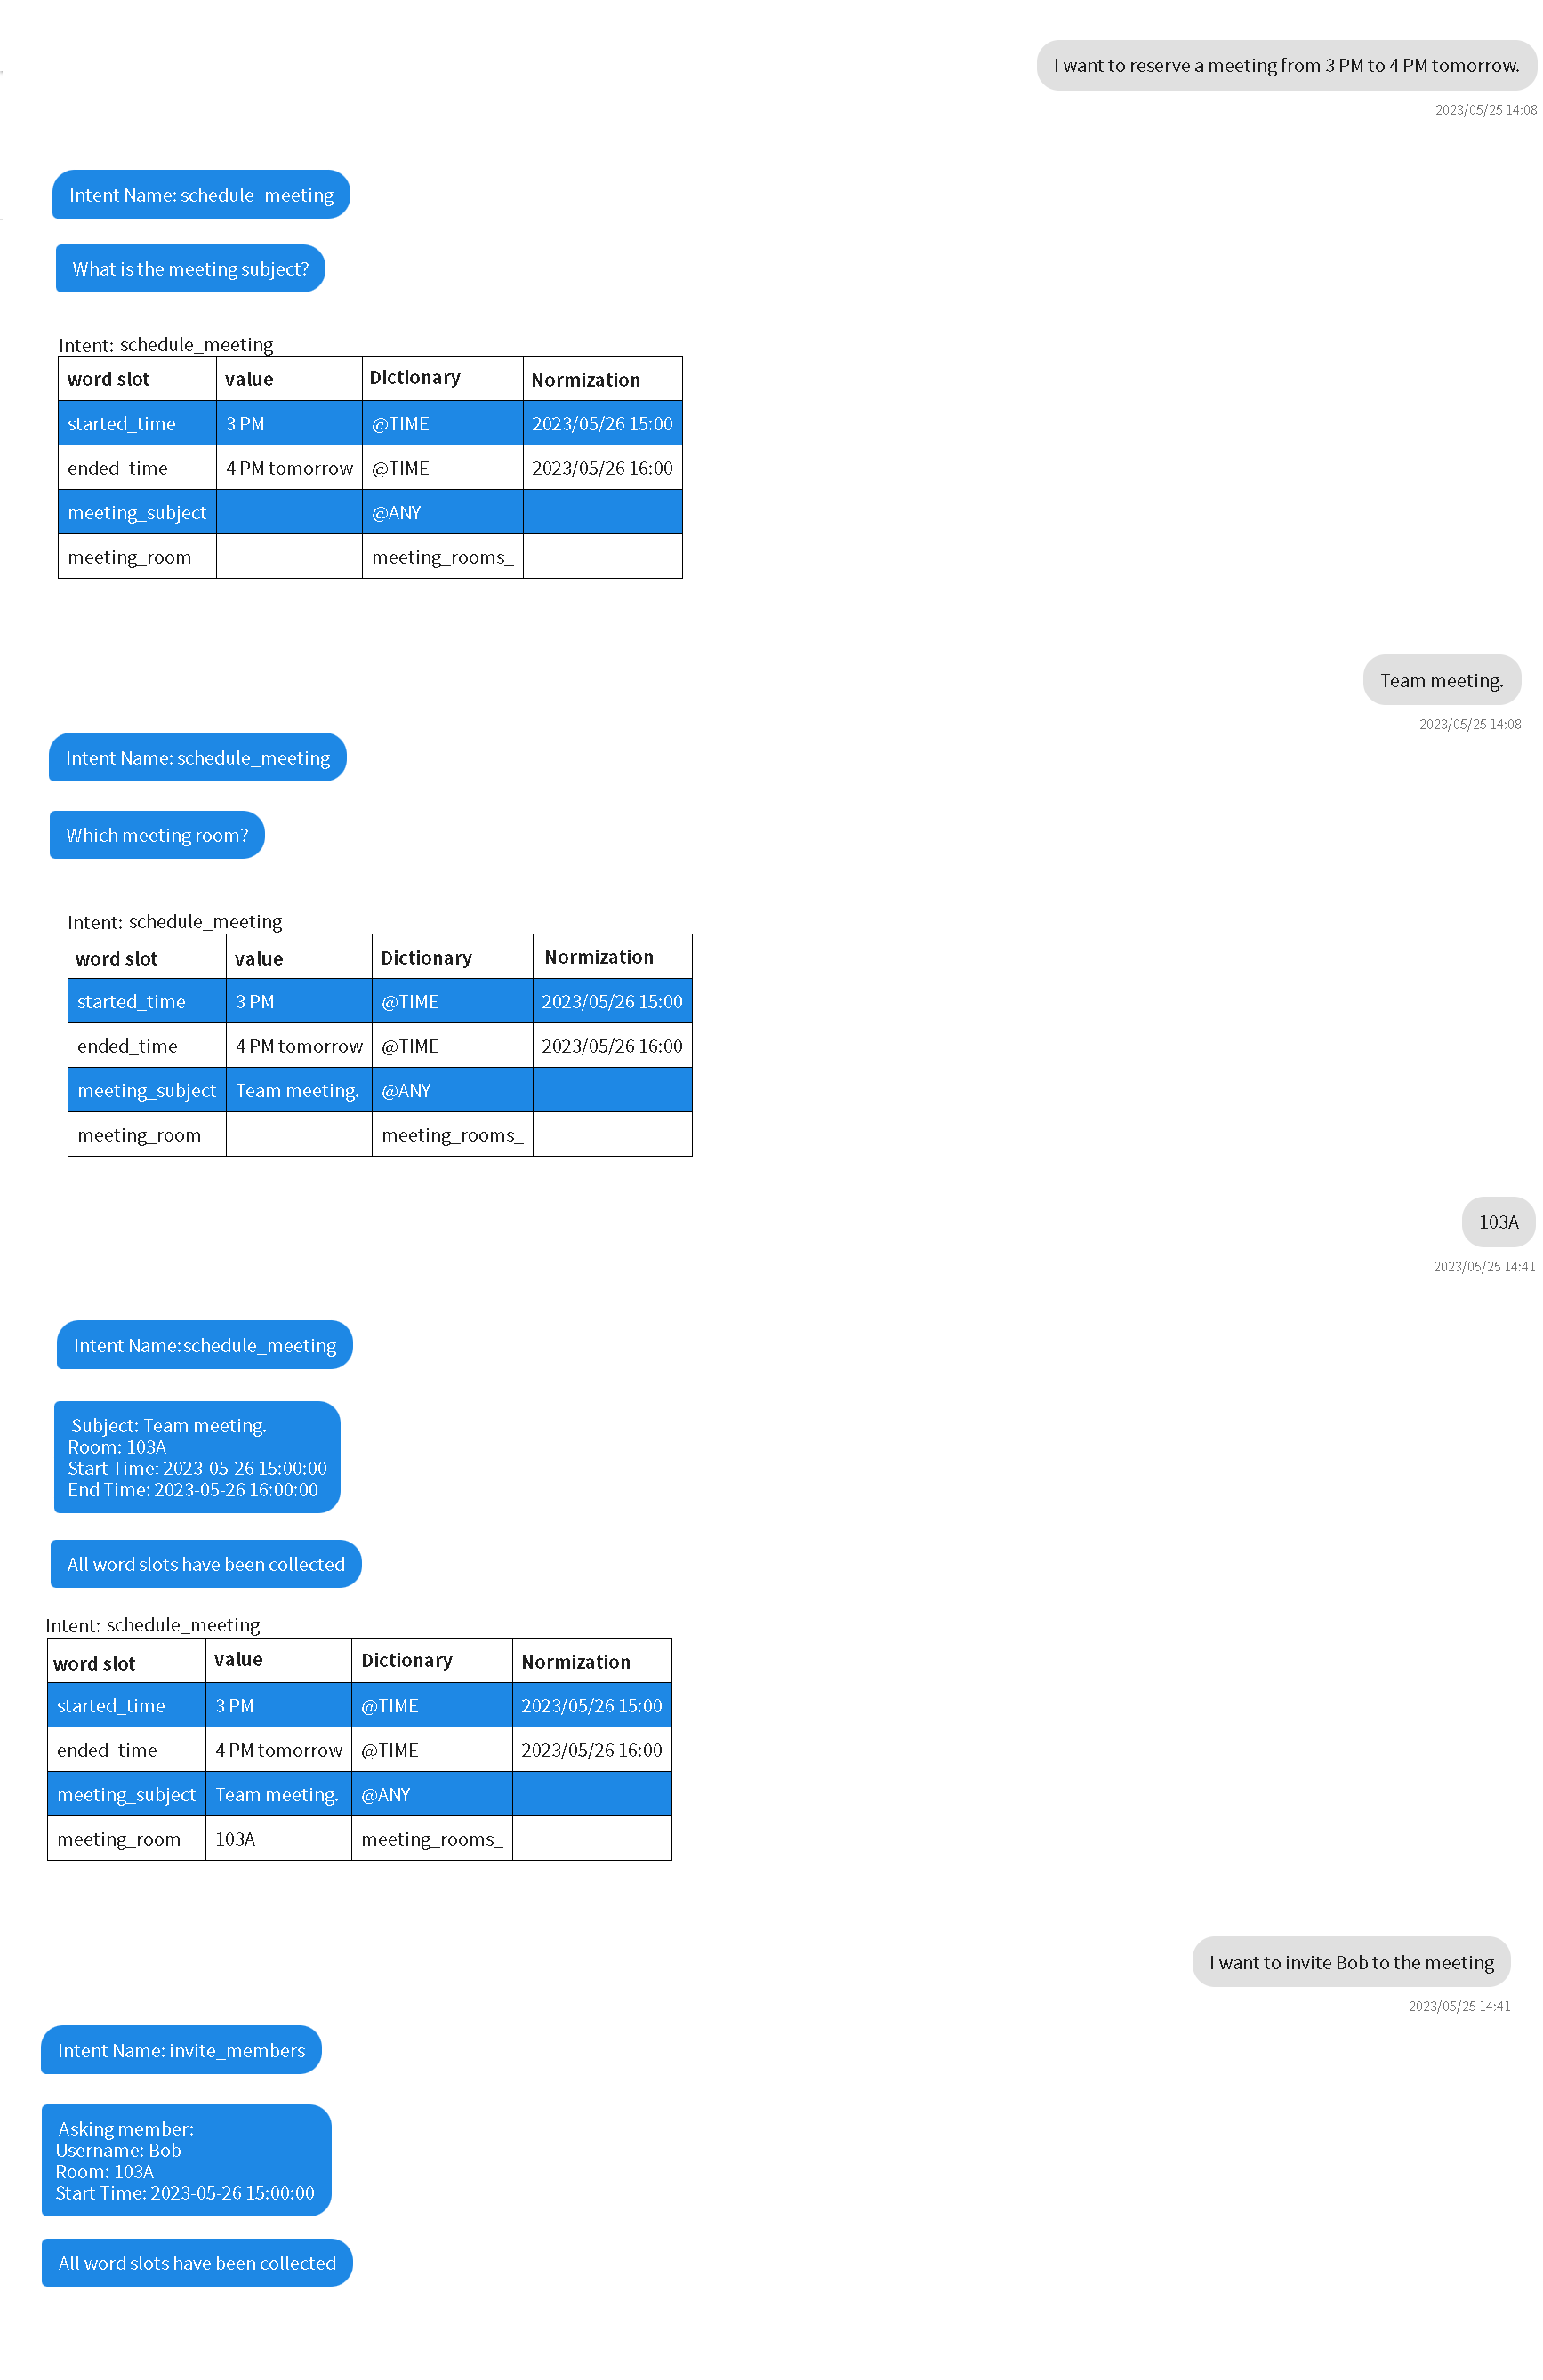 I want to reserve a meeting from 3 PM to 4 PM tomorrow.
2023/05/25 14:08
Intent Name: schedule_meeting
What is the meeting subject?
Intent: schedule_meeting
word slot value Dictionary Normization
started_time 3 PM @TIME 2023/05/26 15:00
ended_time 4 PM tomorrow @TIME 2023/05/26 16:00
meeting_subject @ANY
meeting_room meeting_rooms_
Team meeting.
2023/05/25 14:08
Intent Name: schedule_meeting
Which meeting room?
Intent: schedule_meeting
word slot value Dictionary Normization
started_time 3 PM @TIME 2023/05/26 15:00
ended_time 4 PM tomorrow @TIME 2023/05/26 16:00
meeting_subject Team meeting. @ANY
meeting_room meeting_rooms_
103A
2023/05/25 14:41
Intent Name: schedule_meeting
Subject: Team meeting.
Room: 103A
Start Time: 2023-05-26 15:00:00
End Time: 2023-05-26 16:00:00
All word slots have been collected
Intent: schedule_meeting
word slot value Dictionary Normization
started_time 3 PM @TIME 2023/05/26 15:00
ended_time 4 PM tomorrow @TIME 2023/05/26 16:00
meeting_subject Team meeting. @ANY
meeting_room 103A meeting_rooms_
I want to invite Bob to the meeting
2023/05/25 14:41
Intent Name: invite_members
Asking member:
Username: Bob
Room: 103A
Start Time: 2023-05-26 15:00:00
All word slots have been collected